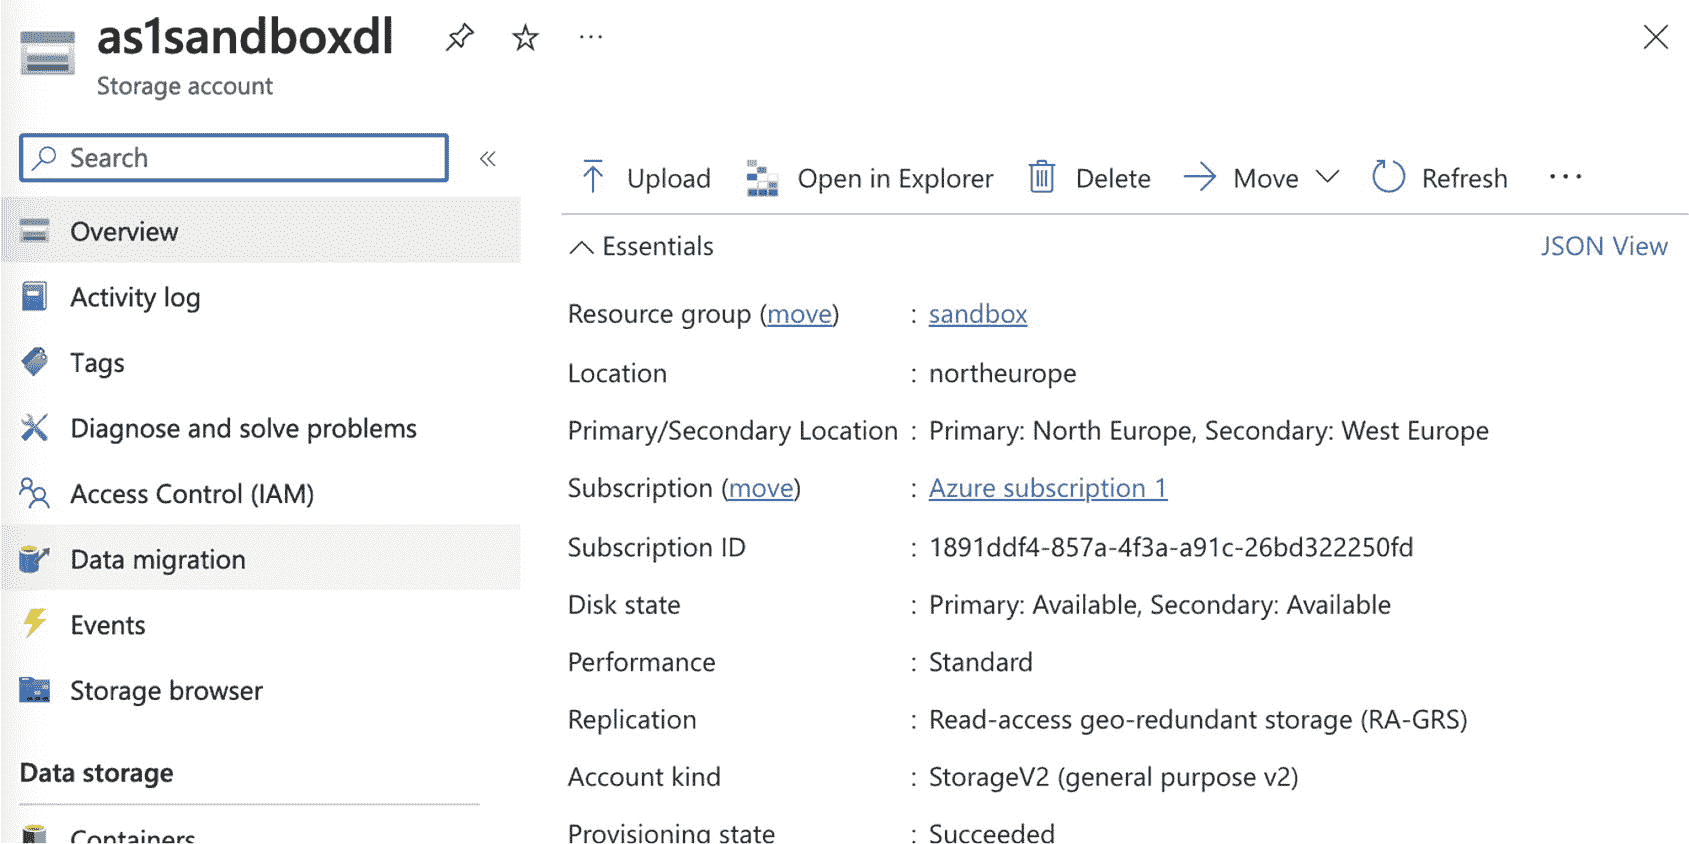 as1sandboxdl
Storage account
Search
Overview
Activity log
Tags
Diagnose and solve problems
Access Control (IAM)
Data migration
Events
Storage browser
Data storage
Containers
Upload
Open in Explorer
Delete
Move
Refresh
Essentials
JSON View
Resource group (move) : sandbox
Location : northeurope
Primary/Secondary Location : Primary: North Europe, Secondary: West Europe
Subscription (move) : Azure subscription 1
Subscription ID : 1891ddf4-857a-4f3a-a91c-26bd322250fd
Disk state : Primary: Available, Secondary: Available
Performance : Standard
Replication : Read-access geo-redundant storage (RA-GRS)
Account kind : StorageV2 (general purpose v2)
Provisioning state : Succeeded